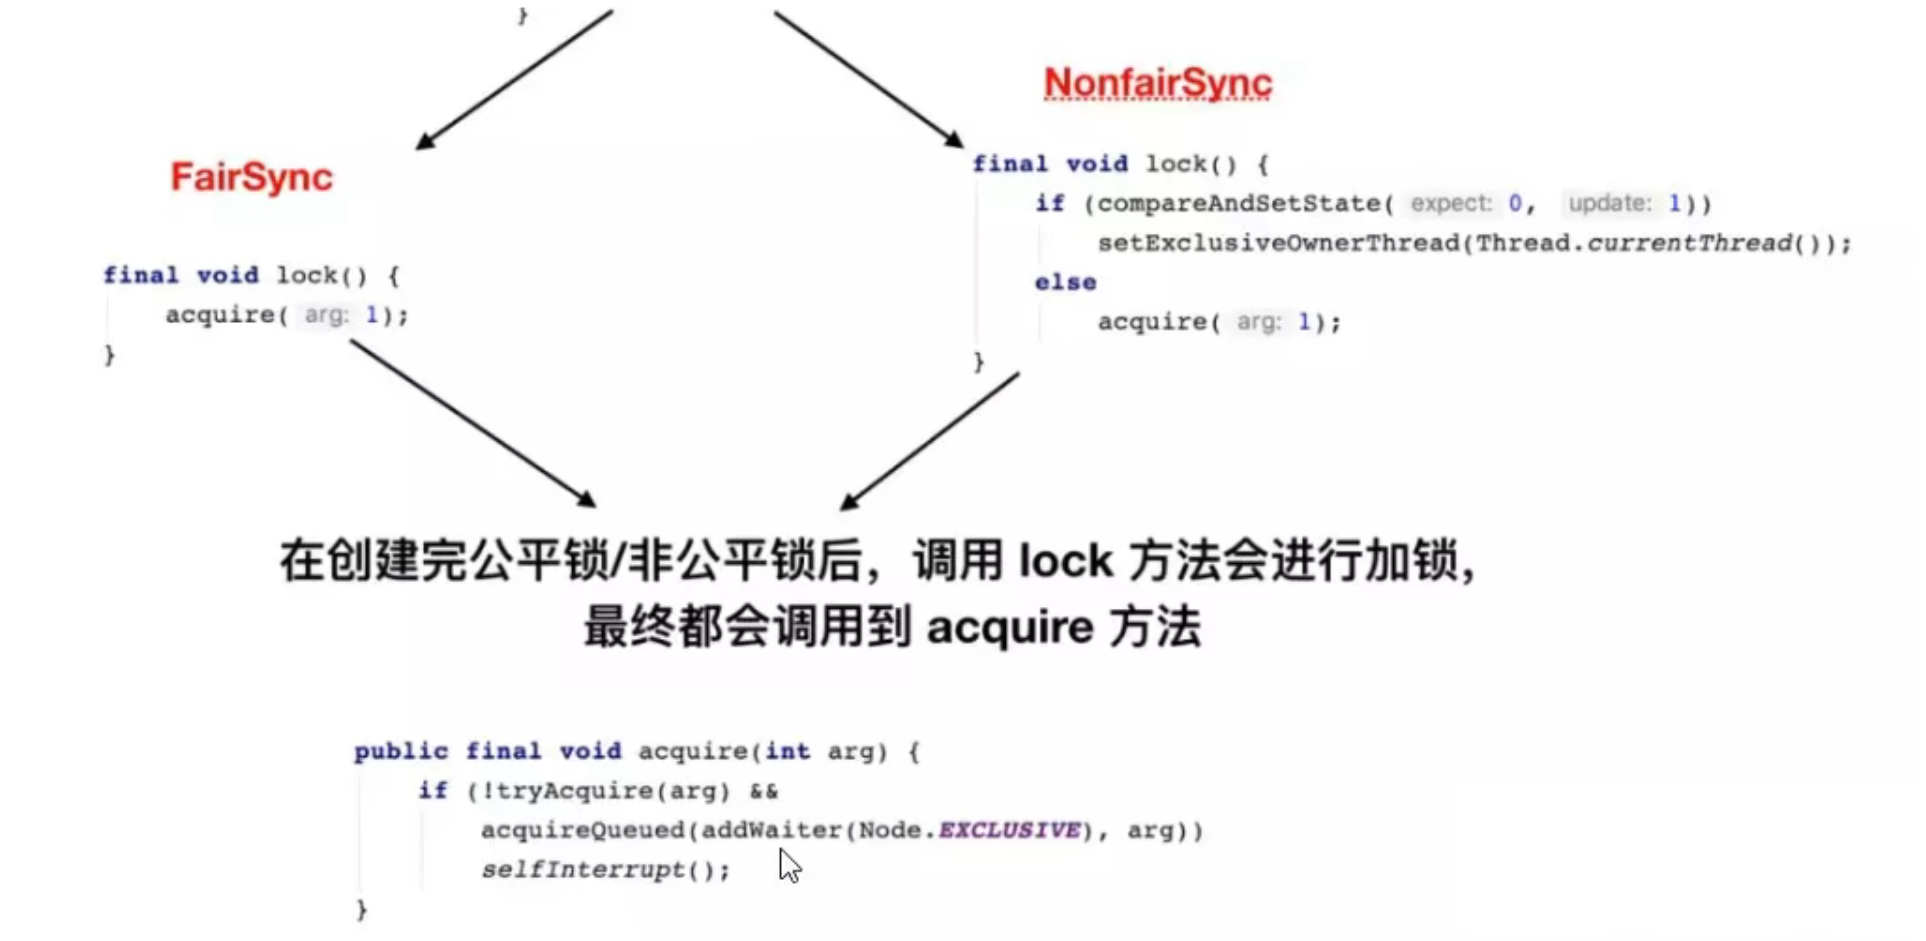 }
NonfairSync
FairSync
final void lock() {
if (compareAndSetState( expect: 0, update: 1))
setExclusiveOwnerThread(Thread.currentThread());
else
acquire( arg: 1);
}
final void lock() {
acquire( arg: 1);
}
在创建完公平锁/非公平锁后，调用 lock 方法会进行加锁，
最终都会调用到 acquire 方法
public final void acquire(int arg) {
if (!tryAcquire(arg) &&
acquireQueued(addWaiter(Node.EXCLUSIVE), arg))
selfInterrupt();
}